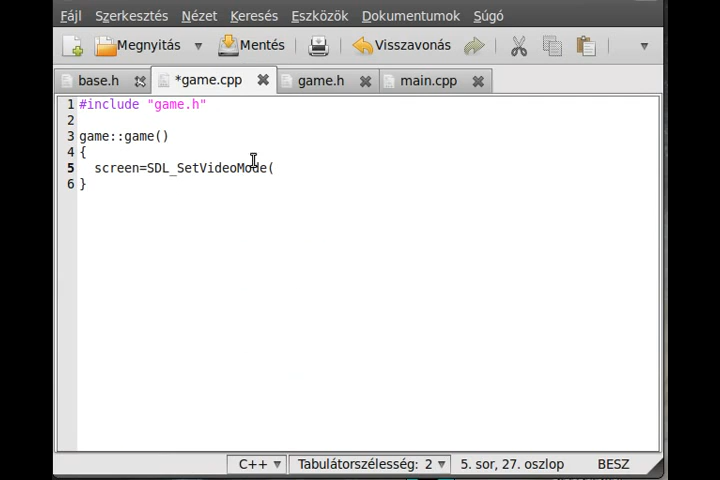 Fájl Szerkesztés Nézet Keresés Eszközök Dokumentumok Súgó
Megnyitás Mentés Visszavonás
base.h *game.cpp game.h main.cpp
1 #include "game.h"
2
3 game::game()
4 {
5 screen=SDL_SetVideoMode(
6 }
C++ Tabulátorszélesség: 2 5. sor, 27. oszlop BESZ